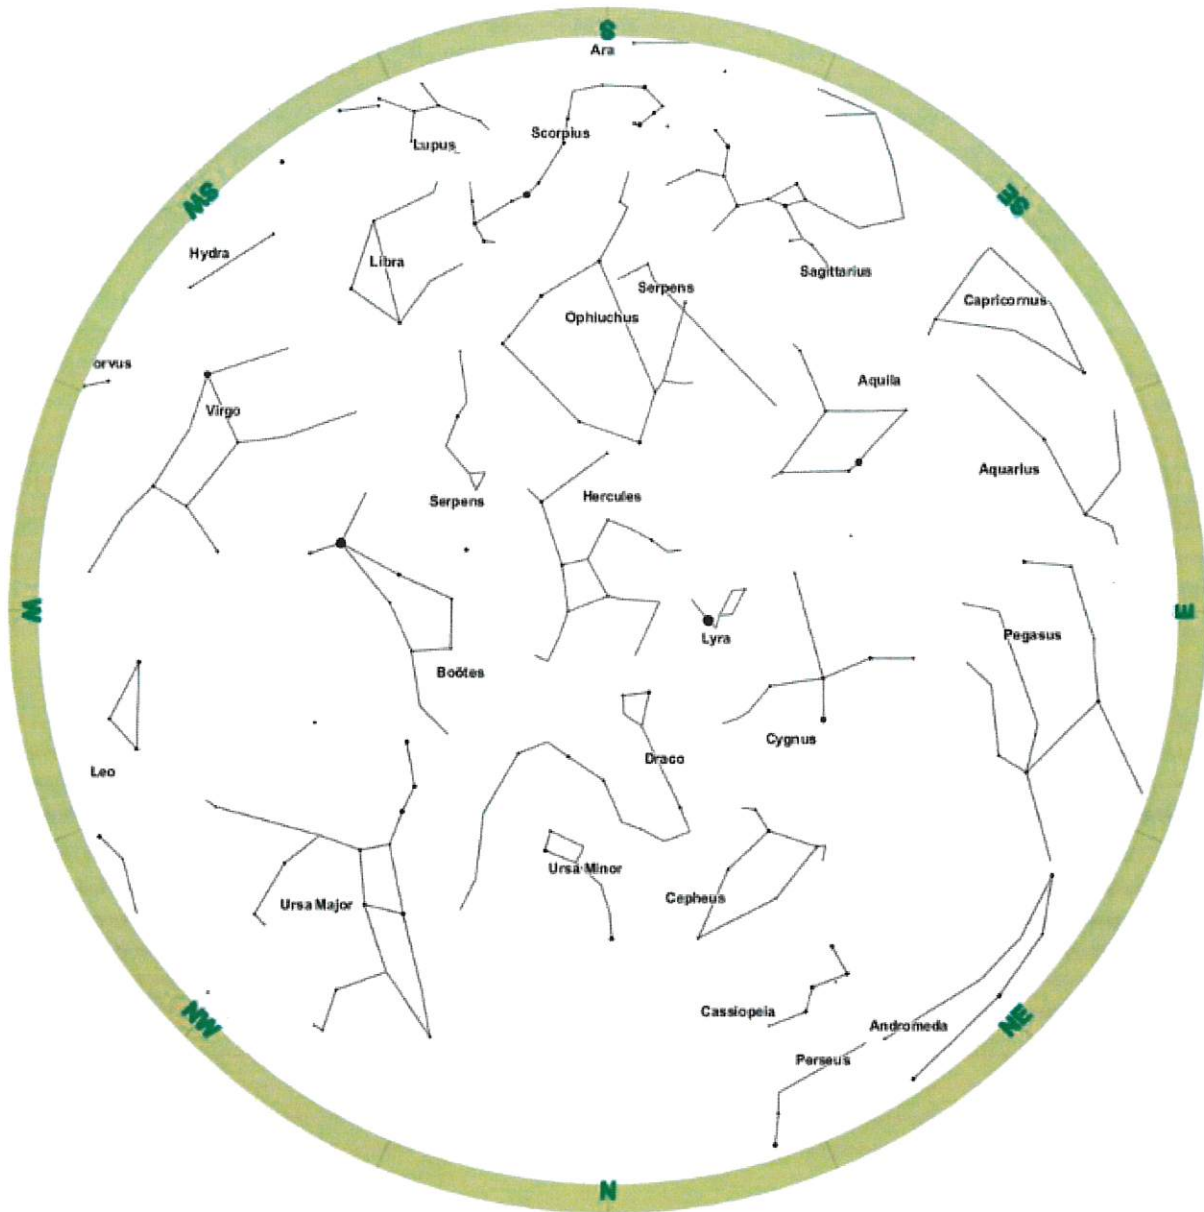 S
Ara
Scorpius
Lupus
SW
SE
Hydra
Libra
Sagittarius
Serpens
Capricornus
Ophiuchus
orvus
Aquila
Virgo
Aquarius
Serpens
Hercules
W
E
Lyra
Pegasus
Boötes
Cygnus
Draco
Leo
Ursa Minor
Cepheus
Ursa Major
Cassiopeia
NW
NE
Andromeda
Perseus
N